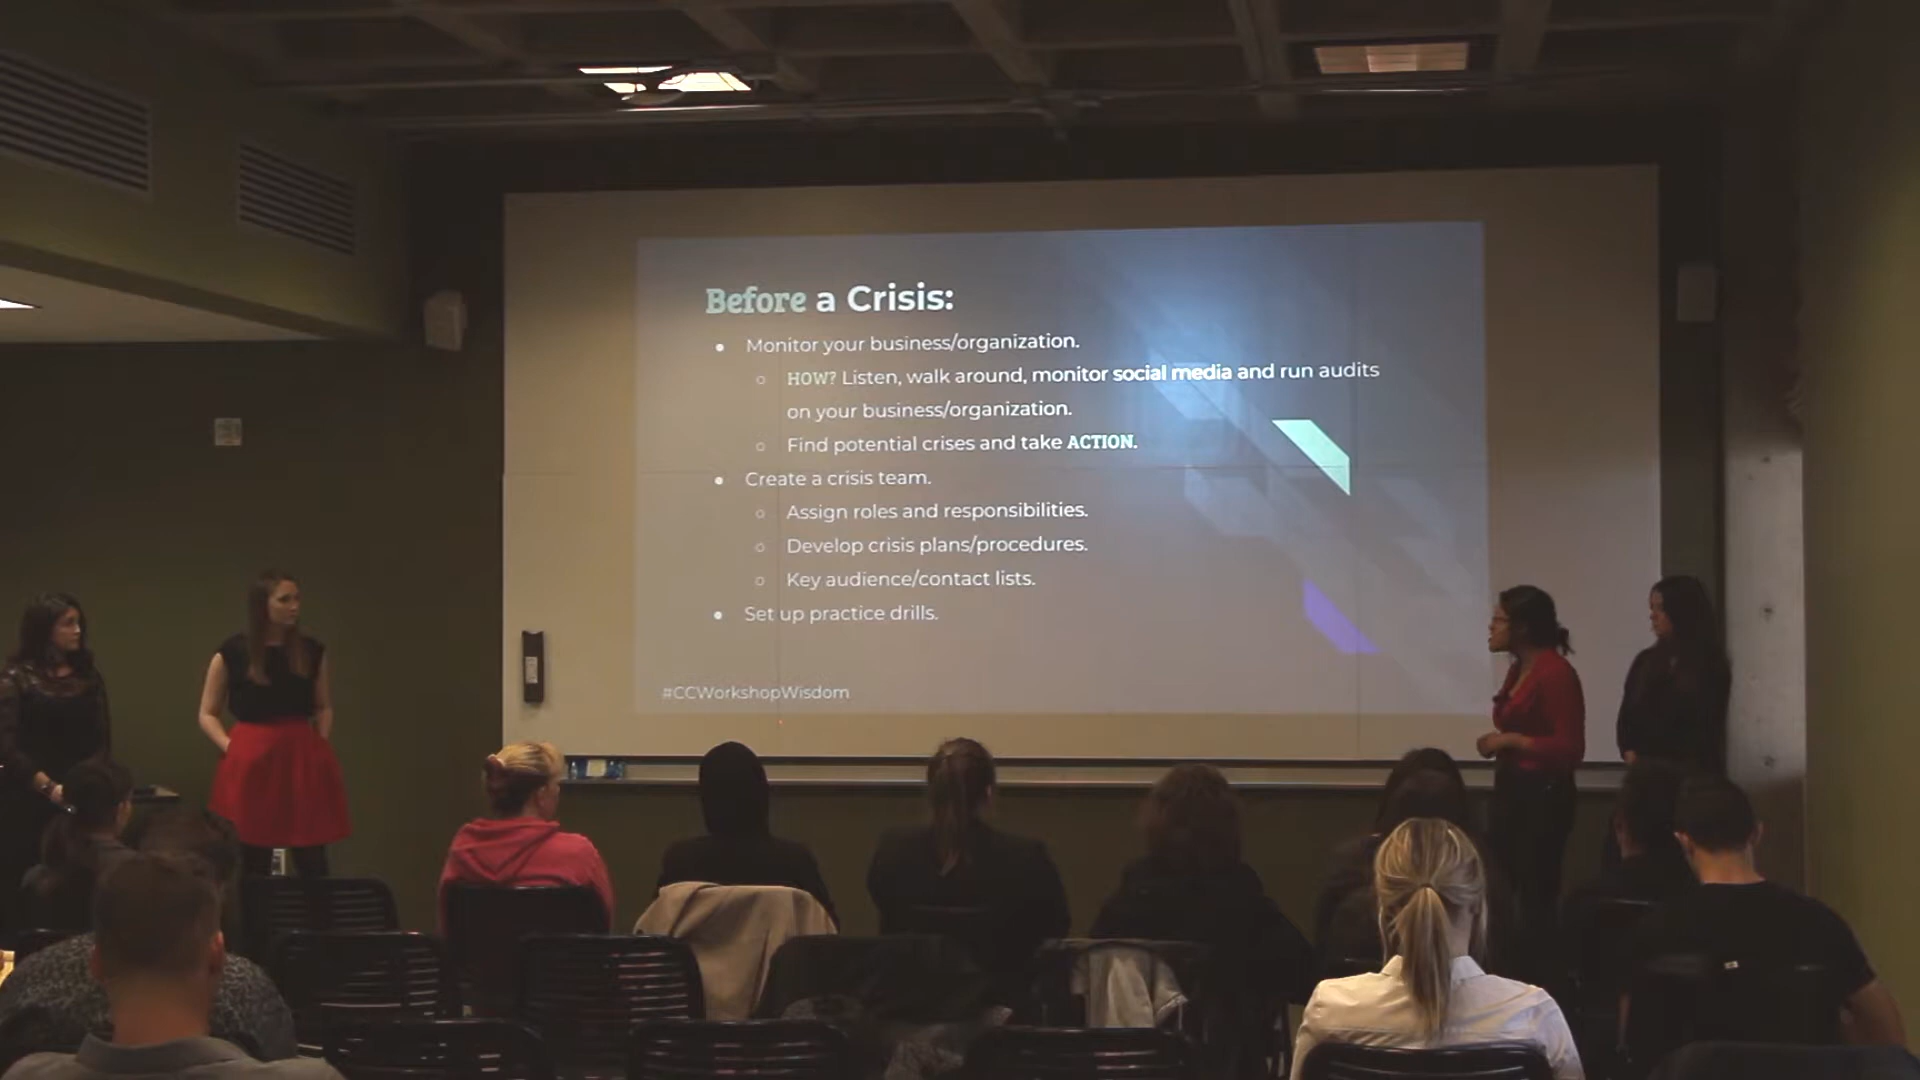 Before a Crisis:
● Monitor your business/organization.
○ HOW? Listen, walk around, monitor social media and run audits
on your business/organization.
○ Find potential crises and take ACTION.
● Create a crisis team.
○ Assign roles and responsibilities.
○ Develop crisis plans/procedures.
○ Key audience/contact lists.
● Set up practice drills.
#CCWorkshopWisdom